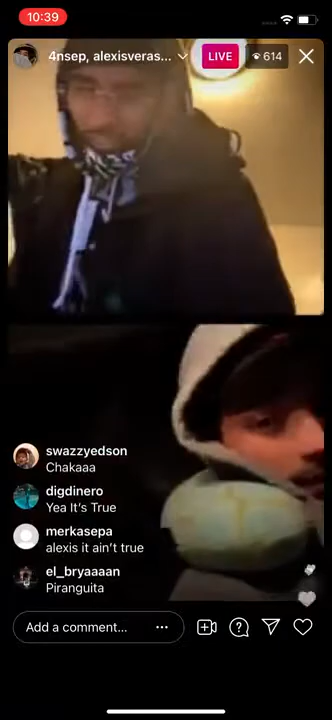 10:39
4nsep, alexisveras...
LIVE
614
swazzyedson
Chakaaa
digdinero
Yea It's True
merkasepa
alexis it ain't true
el_bryaaaan
Piranguita
Add a comment...